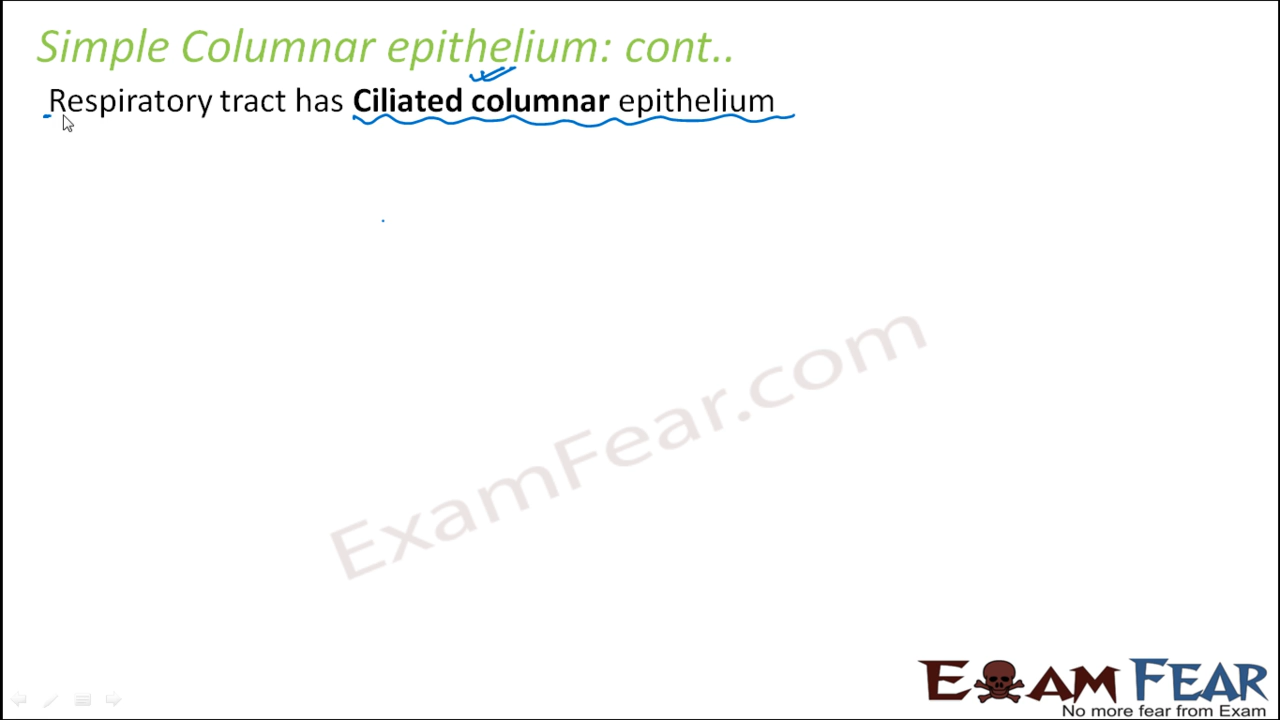 Simple Columnar epithelium: cont..
Respiratory tract has Ciliated columnar epithelium
ExamFear.com
EXAM FEAR
No more fear from Exam